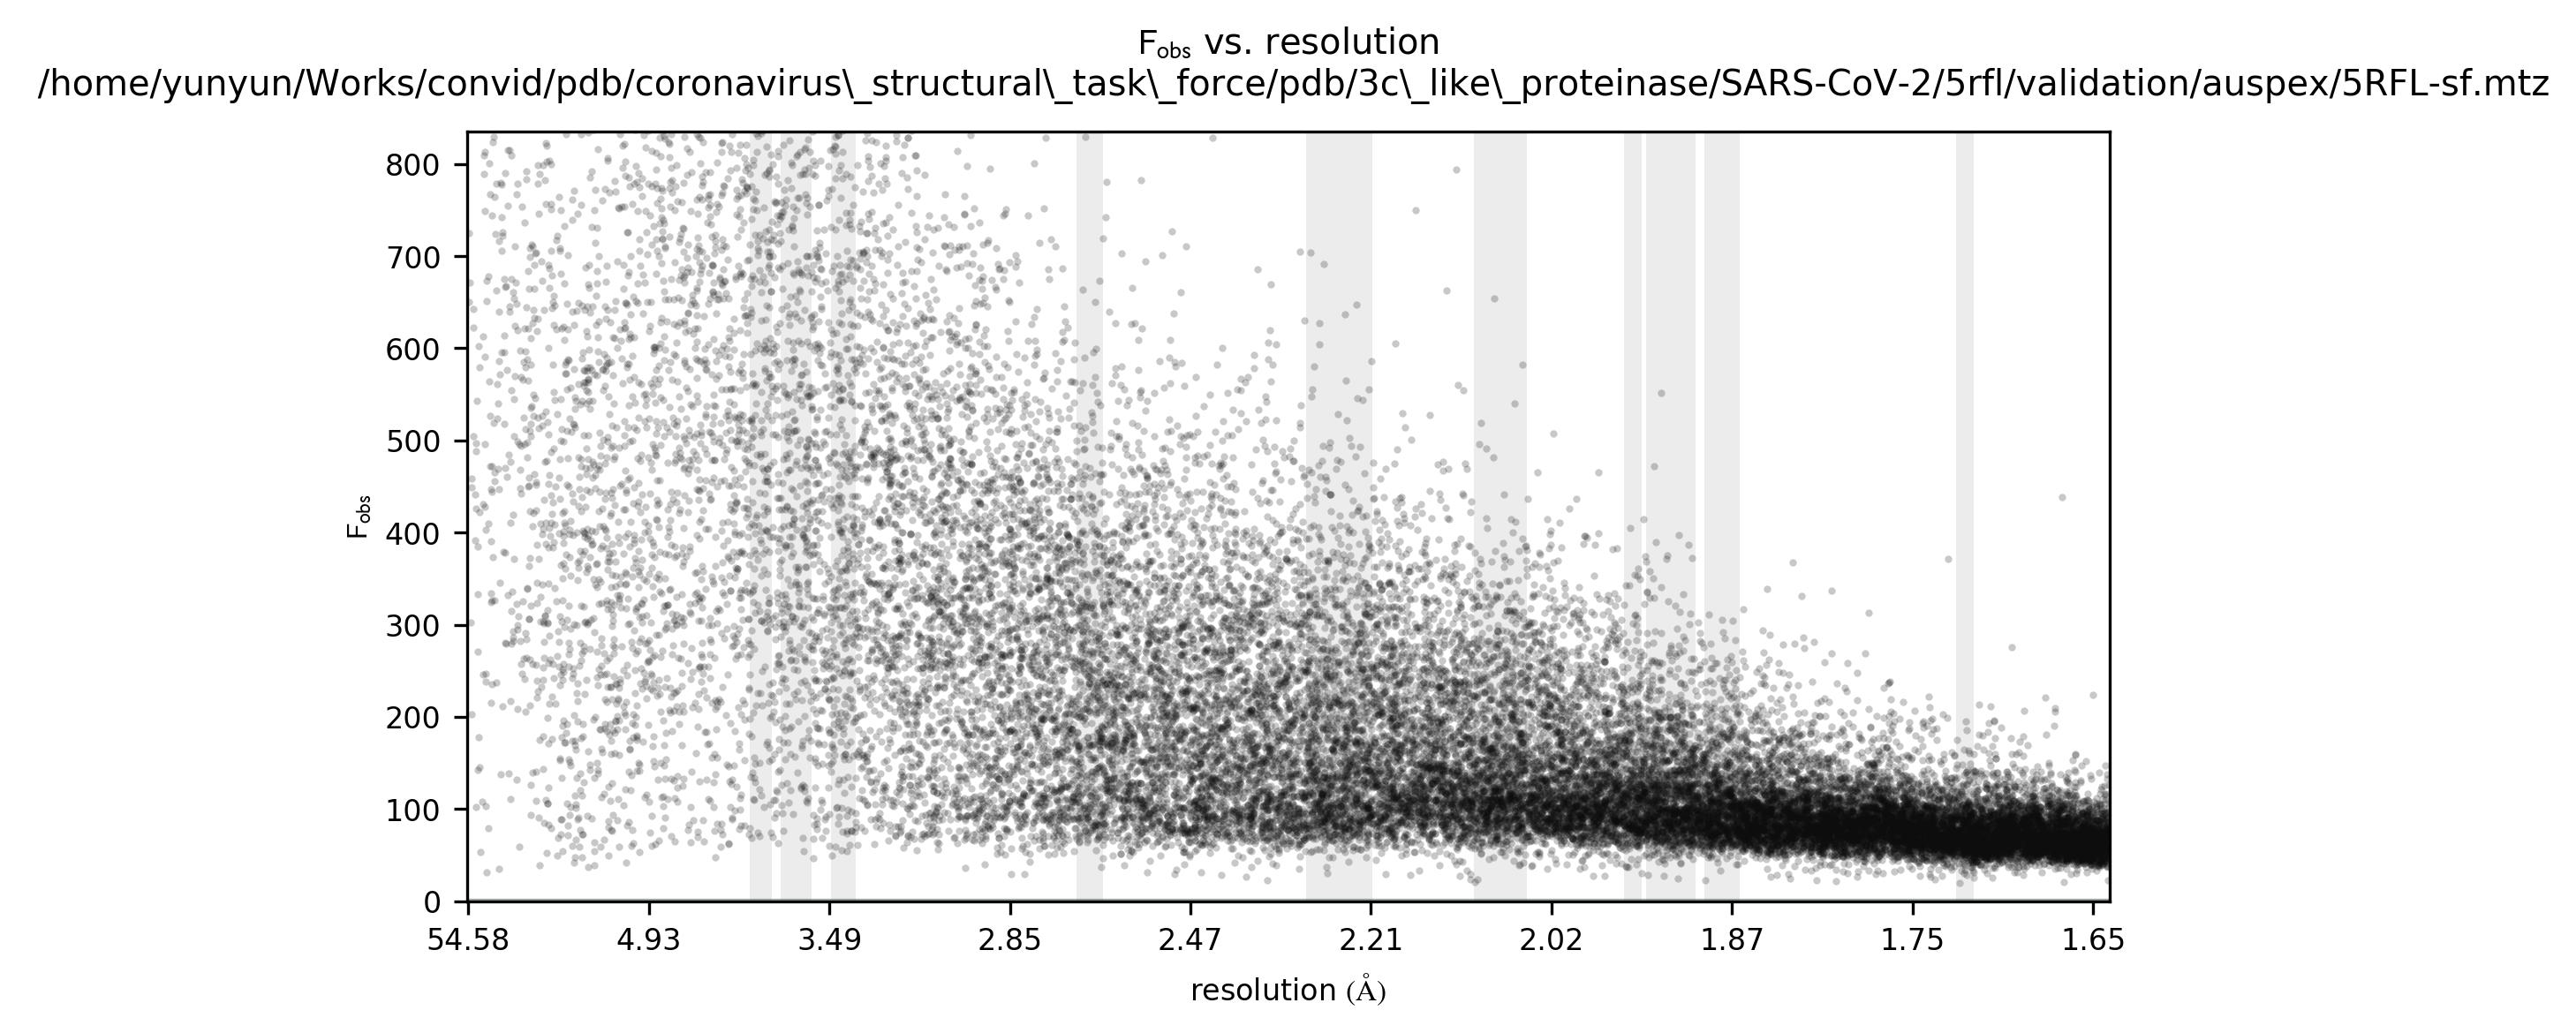 Fobs vs. resolution
/home/yunyun/Works/convid/pdb/coronavirus\_structural\_task\_force/pdb/3c\_like\_proteinase/SARS-CoV-2/5rfl/validation/auspex/5RFL-sf.mtz
800
700
600
500
400
300
200
100
0
Fobs
54.58 4.93 3.49 2.85 2.47 2.21 2.02 1.87 1.75 1.65
resolution (Å)